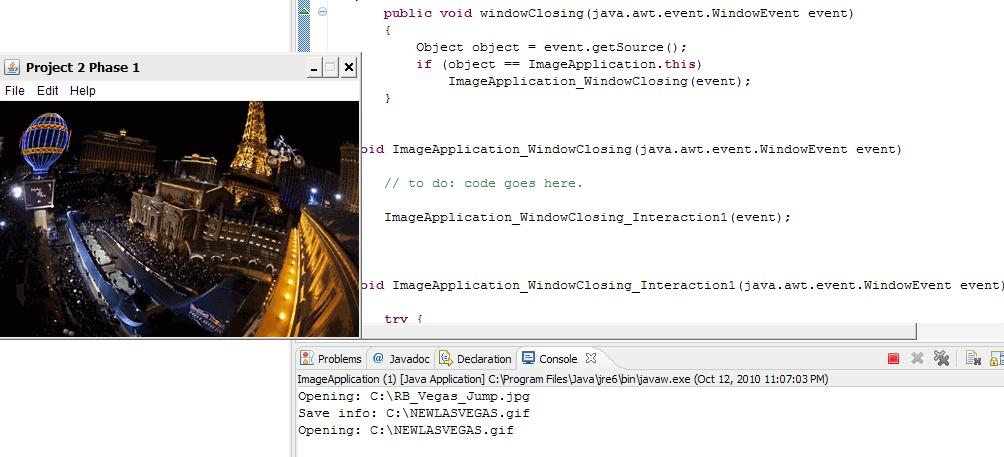 public void windowClosing(java.awt.event.WindowEvent event)
{
Object object = event.getSource();
if (object == ImageApplication.this)
ImageApplication_WindowClosing(event);
}
Project 2 Phase 1
File Edit Help
oid ImageApplication_WindowClosing(java.awt.event.WindowEvent event)
// to do: code goes here.
ImageApplication_WindowClosing_Interaction1(event);
oid ImageApplication_WindowClosing_Interaction1(java.awt.event.WindowEvent event)
try {
Problems @ Javadoc Declaration Console
ImageApplication (1) [Java Application] C:\Program Files\Java\jre6\bin\javaw.exe (Oct 12, 2010 11:07:03 PM)
Opening: C:\RB_Vegas_Jump.jpg
Save info: C:\NEWLASVEGAS.gif
Opening: C:\NEWLASVEGAS.gif